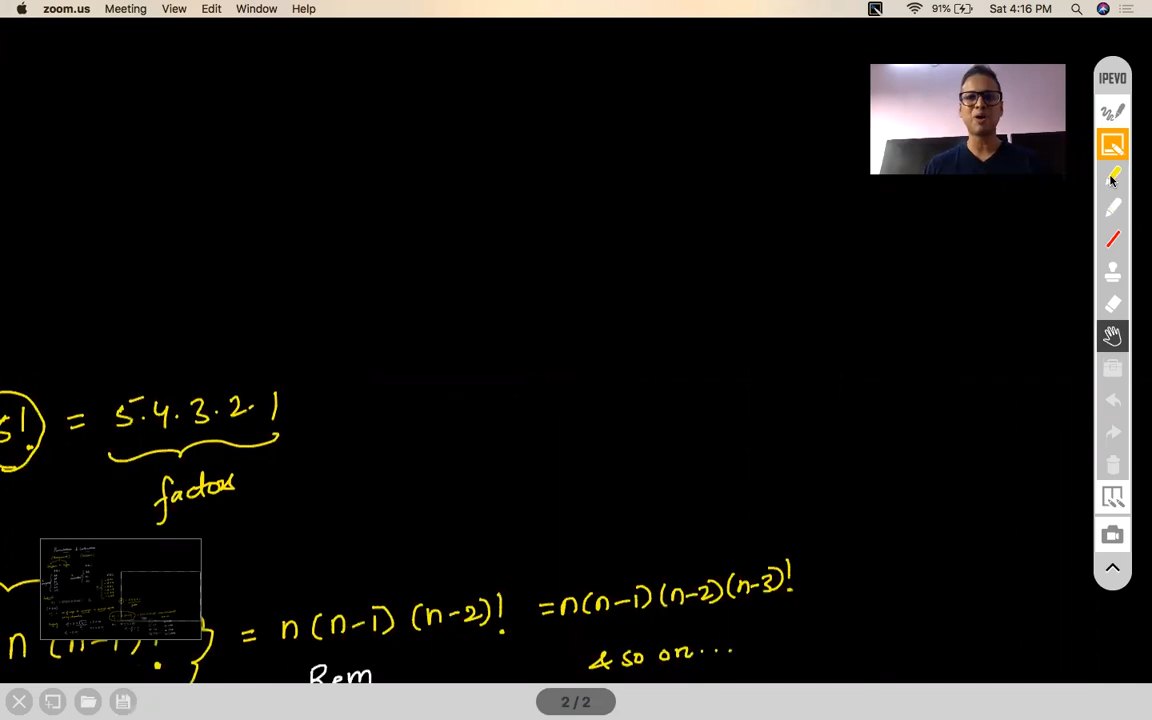 zoom.us Meeting View Edit Window Help 91% Sat 4:16 PM
IPEVO
5! = 5.4.3.2.1
factors
n (n-1)! = n (n-1) (n-2)! = n(n-1)(n-2)(n-3)!
& so on...
Rem
2/2